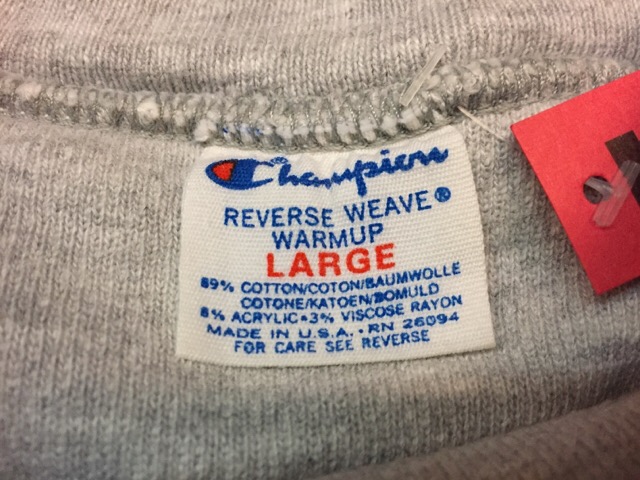 Champion
REVERSE WEAVE®
WARMUP
LARGE
89% COTTON/COTON/BAUMWOLLE
COTONE/KATOEN/BOMULD
8% ACRYLIC•3% VISCOSE RAYON
MADE IN U.S.A. • RN 26094
FOR CARE SEE REVERSE